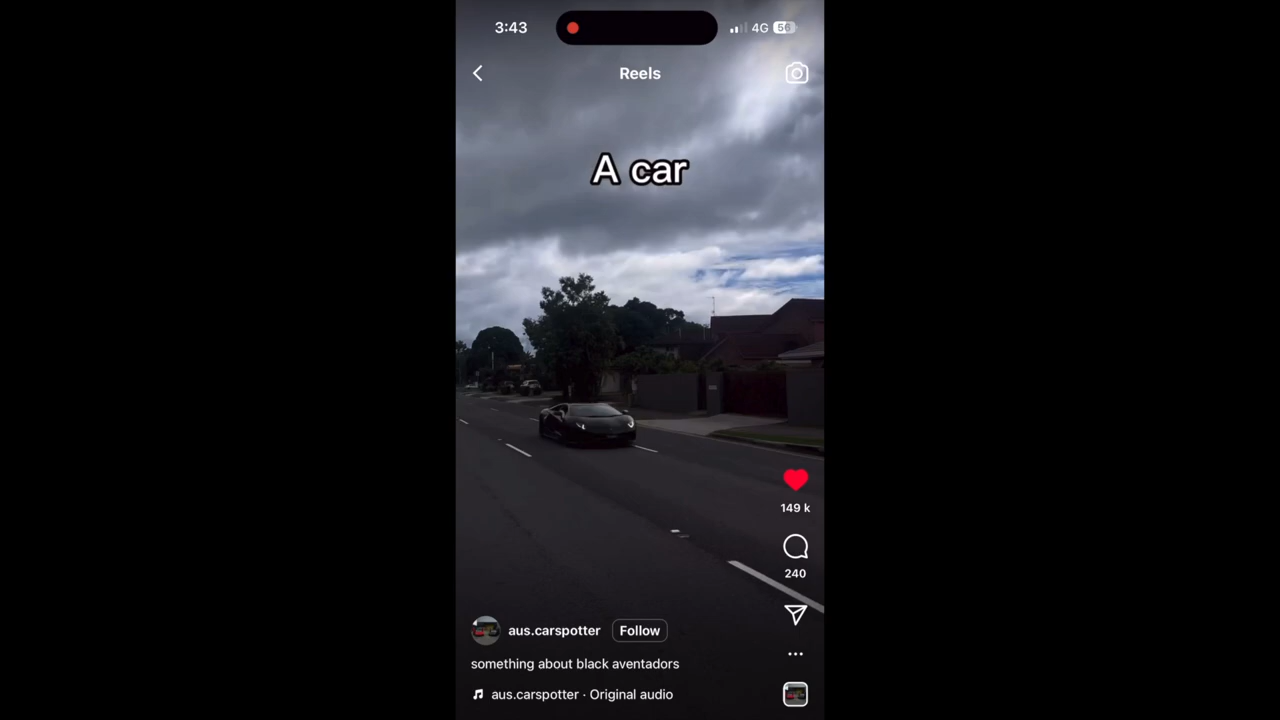 3:43
4G 56
Reels
A car
149 k
240
aus.carspotter Follow
something about black aventadors
aus.carspotter · Original audio